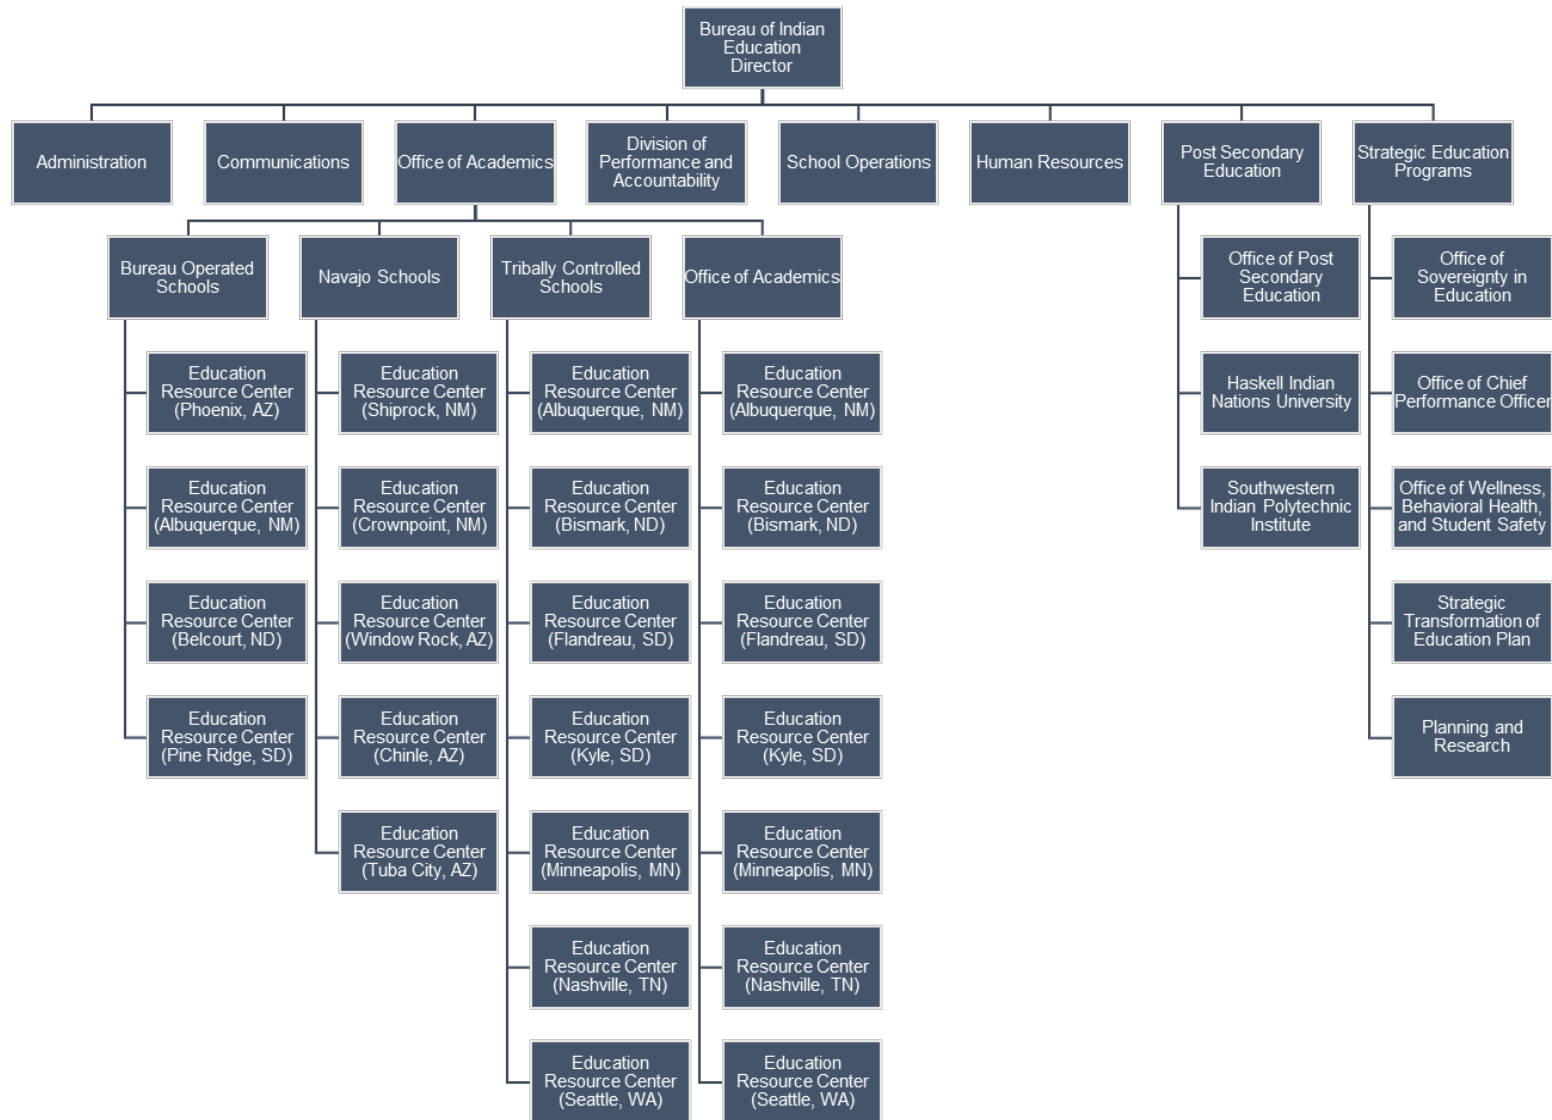 Bureau of Indian
Education
Director
Administration
Communications
Office of Academics
Division of
Performance and
Accountability
School Operations
Human Resources
Post Secondary
Education
Strategic Education
Programs
Bureau Operated
Schools
Education
Resource Center
(Phoenix, AZ)
Education
Resource Center
(Albuquerque, NM)
Education
Resource Center
(Belcourt, ND)
Education
Resource Center
(Pine Ridge, SD)
Navajo Schools
Education
Resource Center
(Shiprock, NM)
Education
Resource Center
(Crownpoint, NM)
Education
Resource Center
(Window Rock, AZ)
Education
Resource Center
(Chinle, AZ)
Education
Resource Center
(Tuba City, AZ)
Tribally Controlled
Schools
Education
Resource Center
(Albuquerque, NM)
Education
Resource Center
(Bismark, ND)
Education
Resource Center
(Flandreau, SD)
Education
Resource Center
(Kyle, SD)
Education
Resource Center
(Minneapolis, MN)
Education
Resource Center
(Nashville, TN)
Education
Resource Center
(Seattle, WA)
Office of Academics
Education
Resource Center
(Albuquerque, NM)
Education
Resource Center
(Bismark, ND)
Education
Resource Center
(Flandreau, SD)
Education
Resource Center
(Kyle, SD)
Education
Resource Center
(Minneapolis, MN)
Education
Resource Center
(Nashville, TN)
Education
Resource Center
(Seattle, WA)
Office of Post
Secondary
Education
Haskell Indian
Nations University
Southwestern
Indian Polytechnic
Institute
Office of
Sovereignty in
Education
Office of Chief
Performance Officer
Office of Wellness,
Behavioral Health,
and Student Safety
Strategic
Transformation of
Education Plan
Planning and
Research